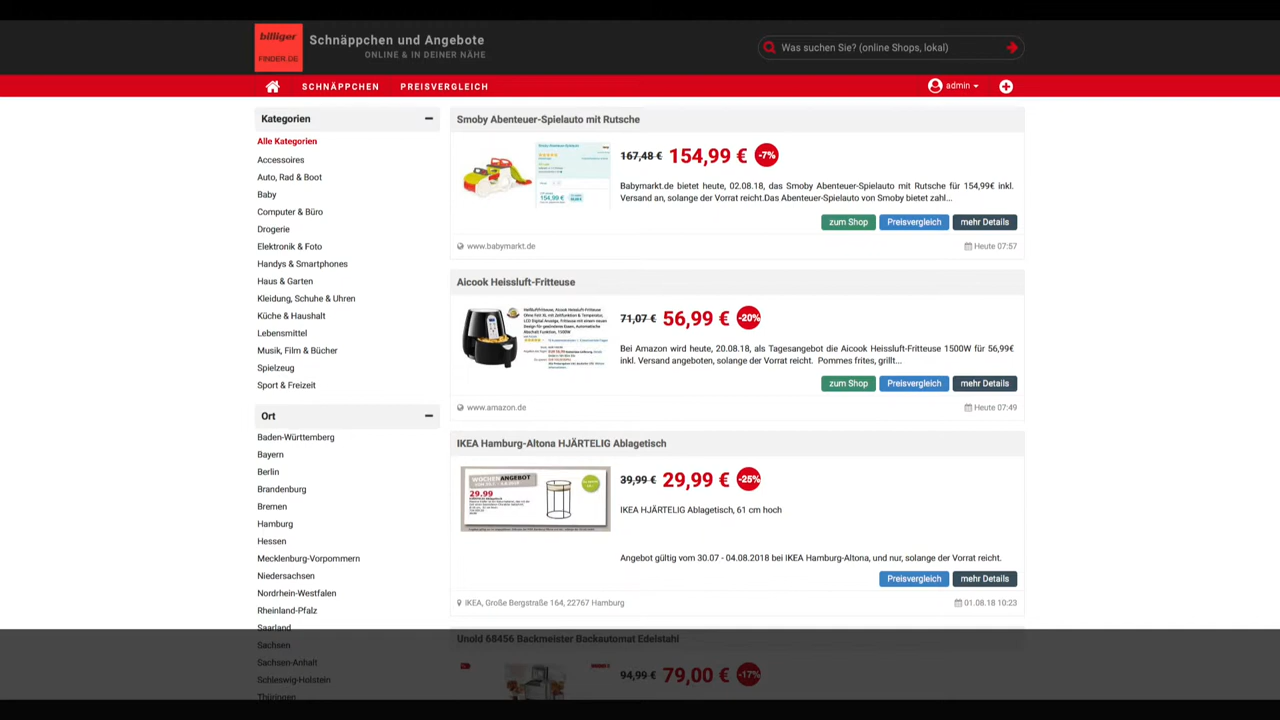 billiger
FINDER.DE
Schnäppchen und Angebote
ONLINE & IN DEINER NÄHE
Was suchen Sie? (online Shops, lokal)
SCHNÄPPCHEN
PREISVERGLEICH
admin
Kategorien
Alle Kategorien
Accessoires
Auto, Rad & Boot
Baby
Computer & Büro
Drogerie
Elektronik & Foto
Handys & Smartphones
Haus & Garten
Kleidung, Schuhe & Uhren
Küche & Haushalt
Lebensmittel
Musik, Film & Bücher
Spielzeug
Sport & Freizeit
Ort
Baden-Württemberg
Bayern
Berlin
Brandenburg
Bremen
Hamburg
Hessen
Mecklenburg-Vorpommern
Niedersachsen
Nordrhein-Westfalen
Rheinland-Pfalz
Saarland
Sachsen
Sachsen-Anhalt
Schleswig-Holstein
Thüringen
Smoby Abenteuer-Spielauto mit Rutsche
154,99 €
167,48 € 154,99 € -7%
Babymarkt.de bietet heute, 02.08.18, das Smoby Abenteuer-Spielauto mit Rutsche für 154,99€ inkl.
Versand an, solange der Vorrat reicht.Das Abenteuer-Spielauto von Smoby bietet zahl...
zum Shop Preisvergleich mehr Details
www.babymarkt.de Heute 07:57
Aicook Heissluft-Fritteuse
71,07 € 56,99 € -20%
Bei Amazon wird heute, 20.08.18, als Tagesangebot die Aicook Heissluft-Fritteuse 1500W für 56,99€
inkl. Versand angeboten, solange der Vorrat reicht. Pommes frites, grillt...
zum Shop Preisvergleich mehr Details
www.amazon.de Heute 07:49
IKEA Hamburg-Altona HJÄRTELIG Ablagetisch
WOCHENANGEBOT
29.99
39,99 € 29,99 € -25%
IKEA HJÄRTELIG Ablagetisch, 61 cm hoch
Angebot gültig vom 30.07 - 04.08.2018 bei IKEA Hamburg-Altona, und nur, solange der Vorrat reicht.
Preisvergleich mehr Details
IKEA, Große Bergstraße 164, 22767 Hamburg 01.08.18 10:23
Unold 68456 Backmeister Backautomat Edelstahl
94,99 € 79,00 € -17%